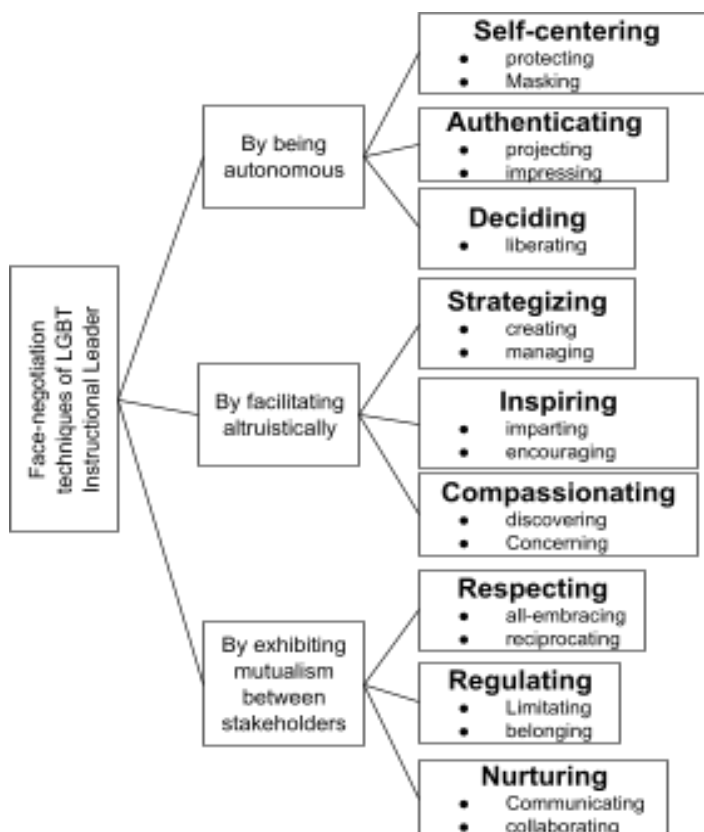 Face-negotiation
techniques of LGBT
Instructional Leader
By being
autonomous
Self-centering
● protecting
● Masking
Authenticating
● projecting
● impressing
Deciding
● liberating
By facilitating
altruistically
Strategizing
● creating
● managing
Inspiring
● imparting
● encouraging
Compassionating
● discovering
● Concerning
By exhibiting
mutualism
between
stakeholders
Respecting
● all-embracing
● reciprocating
Regulating
● Limitating
● belonging
Nurturing
● Communicating
● collaborating